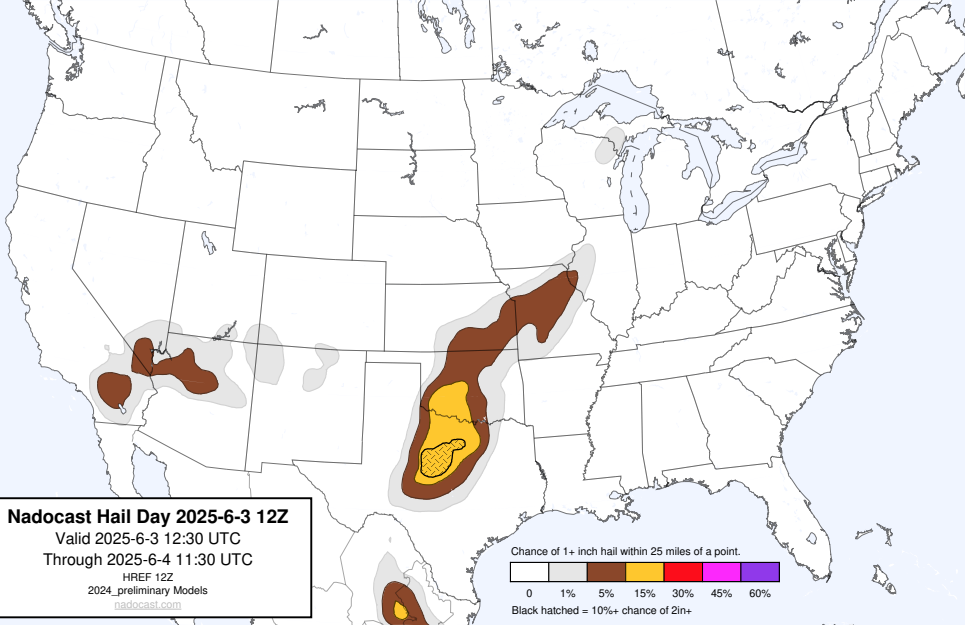 Nadocast Hail Day 2025-6-3 12Z
Valid 2025-6-3 12:30 UTC
Through 2025-6-4 11:30 UTC
HREF 12Z
2024_preliminary Models
nadocast.com
Chance of 1+ inch hail within 25 miles of a point.
0 1% 5% 15% 30% 45% 60%
Black hatched = 10%+ chance of 2in+